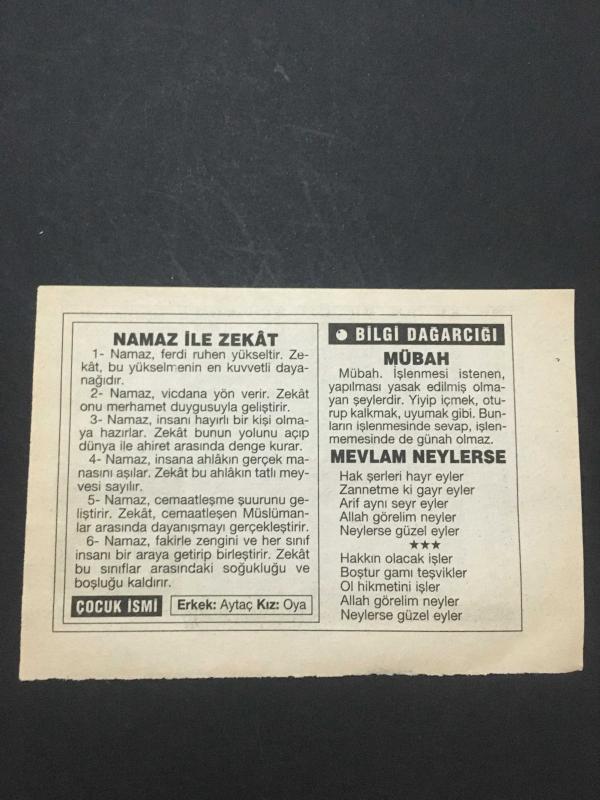 NAMAZ İLE ZEKÂT
1- Namaz, ferdi ruhen yükseltir. Ze-
kât, bu yükselmenin en kuvvetli daya-
nağıdır.
2- Namaz, vicdana yön verir. Zekât
onu merhamet duygusuyla geliştirir.
3- Namaz, insanı hayırlı bir kişi olma-
ya hazırlar. Zekât bunun yolunu açıp
dünya ile ahiret arasında denge kurar.
4- Namaz, insana ahlâkın gerçek ma-
nasını aşılar. Zekât bu ahlâkın tatlı mey-
vesi sayılır.
5- Namaz, cemaatleşme şuurunu ge-
liştirir. Zekât, cemaatleşen Müslüman-
lar arasında dayanışmayı gerçekleştirir.
6- Namaz, fakirle zengini ve her sınıf
insanı bir araya getirip birleştirir. Zekât
bu sınıflar arasındaki soğukluğu ve
boşluğu kaldırır.
ÇOCUK İSMİ Erkek: Aytaç Kız: Oya
BİLGİ DAĞARCIĞI
MÜBAH
Mübah. İşlenmesi istenen,
yapılması yasak edilmiş olma-
yan şeylerdir. Yiyip içmek, otu-
rup kalkmak, uyumak gibi. Bun-
ların işlenmesinde sevap, işlen-
memesinde de günah olmaz.
MEVLAM NEYLERSE
Hak şerleri hayr eyler
Zannetme ki gayr eyler
Arif aynı seyr eyler
Allah görelim neyler
Neylerse güzel eyler
★★★
Hakkın olacak işler
Boştur gamı teşvikler
Ol hikmetini işler
Allah görelim neyler
Neylerse güzel eyler